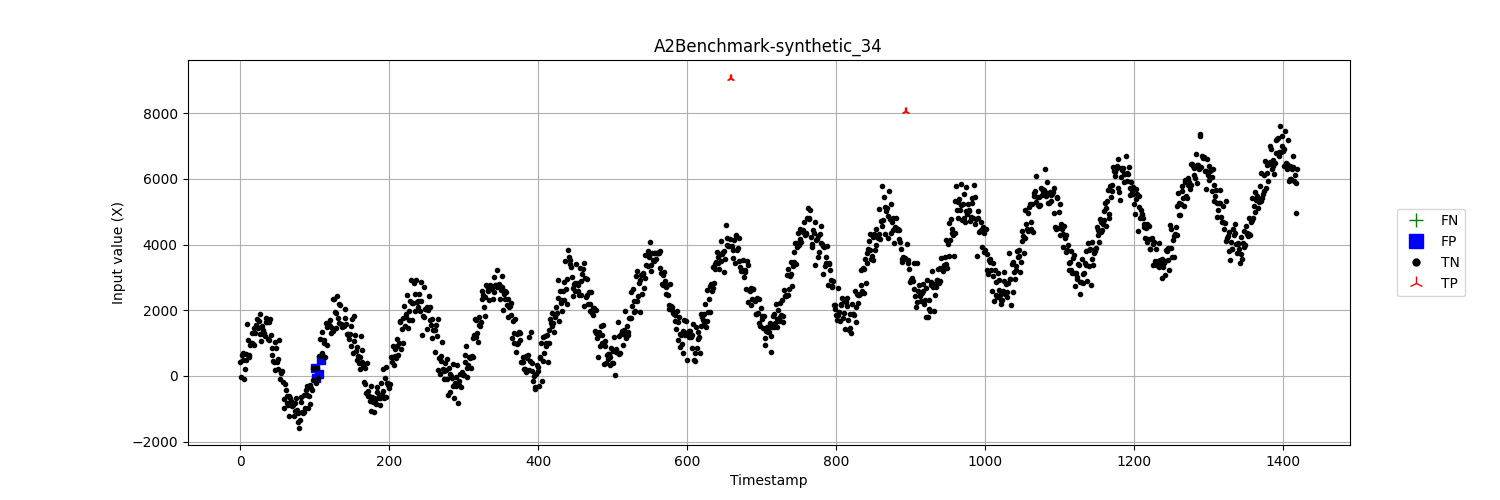 A2Benchmark-synthetic_34
Input value (X)
8000
6000
4000
2000
0
−2000
0 200 400 600 800 1000 1200 1400
Timestamp
FN
FP
TN
TP